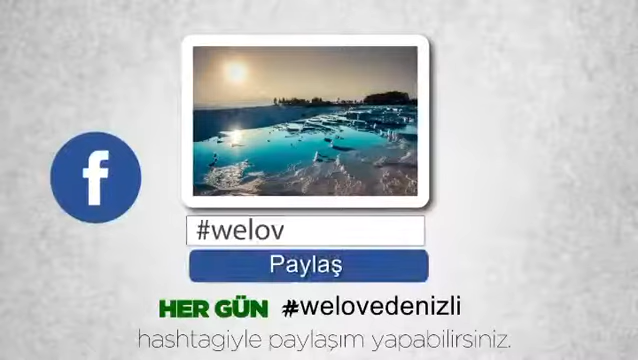 f
#welov
Paylaş
HER GÜN #welovedenizli
hashtagiyle paylaşım yapabilirsiniz.